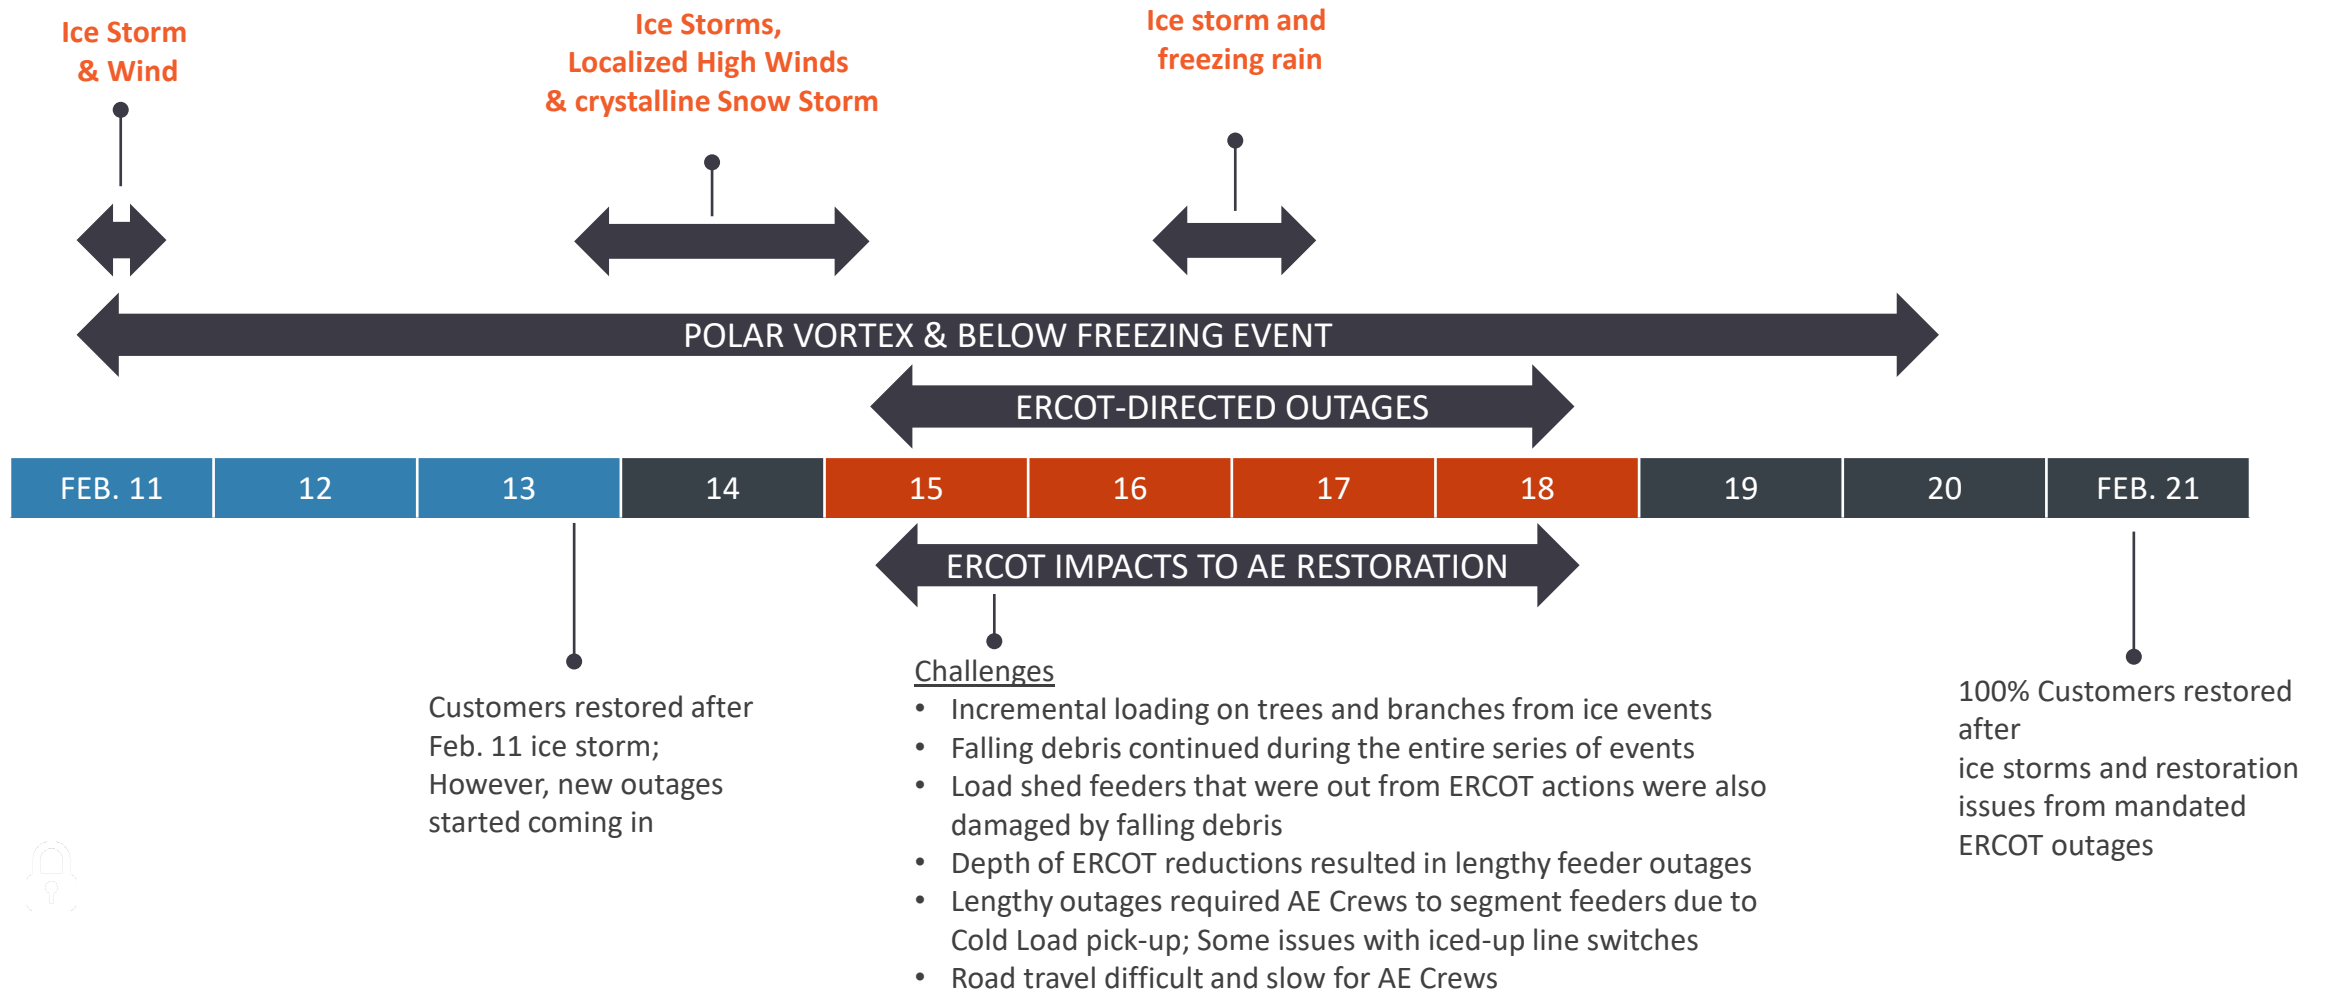 Ice Storm
& Wind
Ice Storms,
Localized High Winds
& crystalline Snow Storm
Ice storm and
freezing rain
POLAR VORTEX & BELOW FREEZING EVENT
ERCOT-DIRECTED OUTAGES
FEB. 11 12 13 14 15 16 17 18 19 20 FEB. 21
ERCOT IMPACTS TO AE RESTORATION
Customers restored after
Feb. 11 ice storm;
However, new outages
started coming in
Challenges
• Incremental loading on trees and branches from ice events
• Falling debris continued during the entire series of events
• Load shed feeders that were out from ERCOT actions were also
damaged by falling debris
• Depth of ERCOT reductions resulted in lengthy feeder outages
• Lengthy outages required AE Crews to segment feeders due to
Cold Load pick-up; Some issues with iced-up line switches
• Road travel difficult and slow for AE Crews
100% Customers restored
after
ice storms and restoration
issues from mandated
ERCOT outages